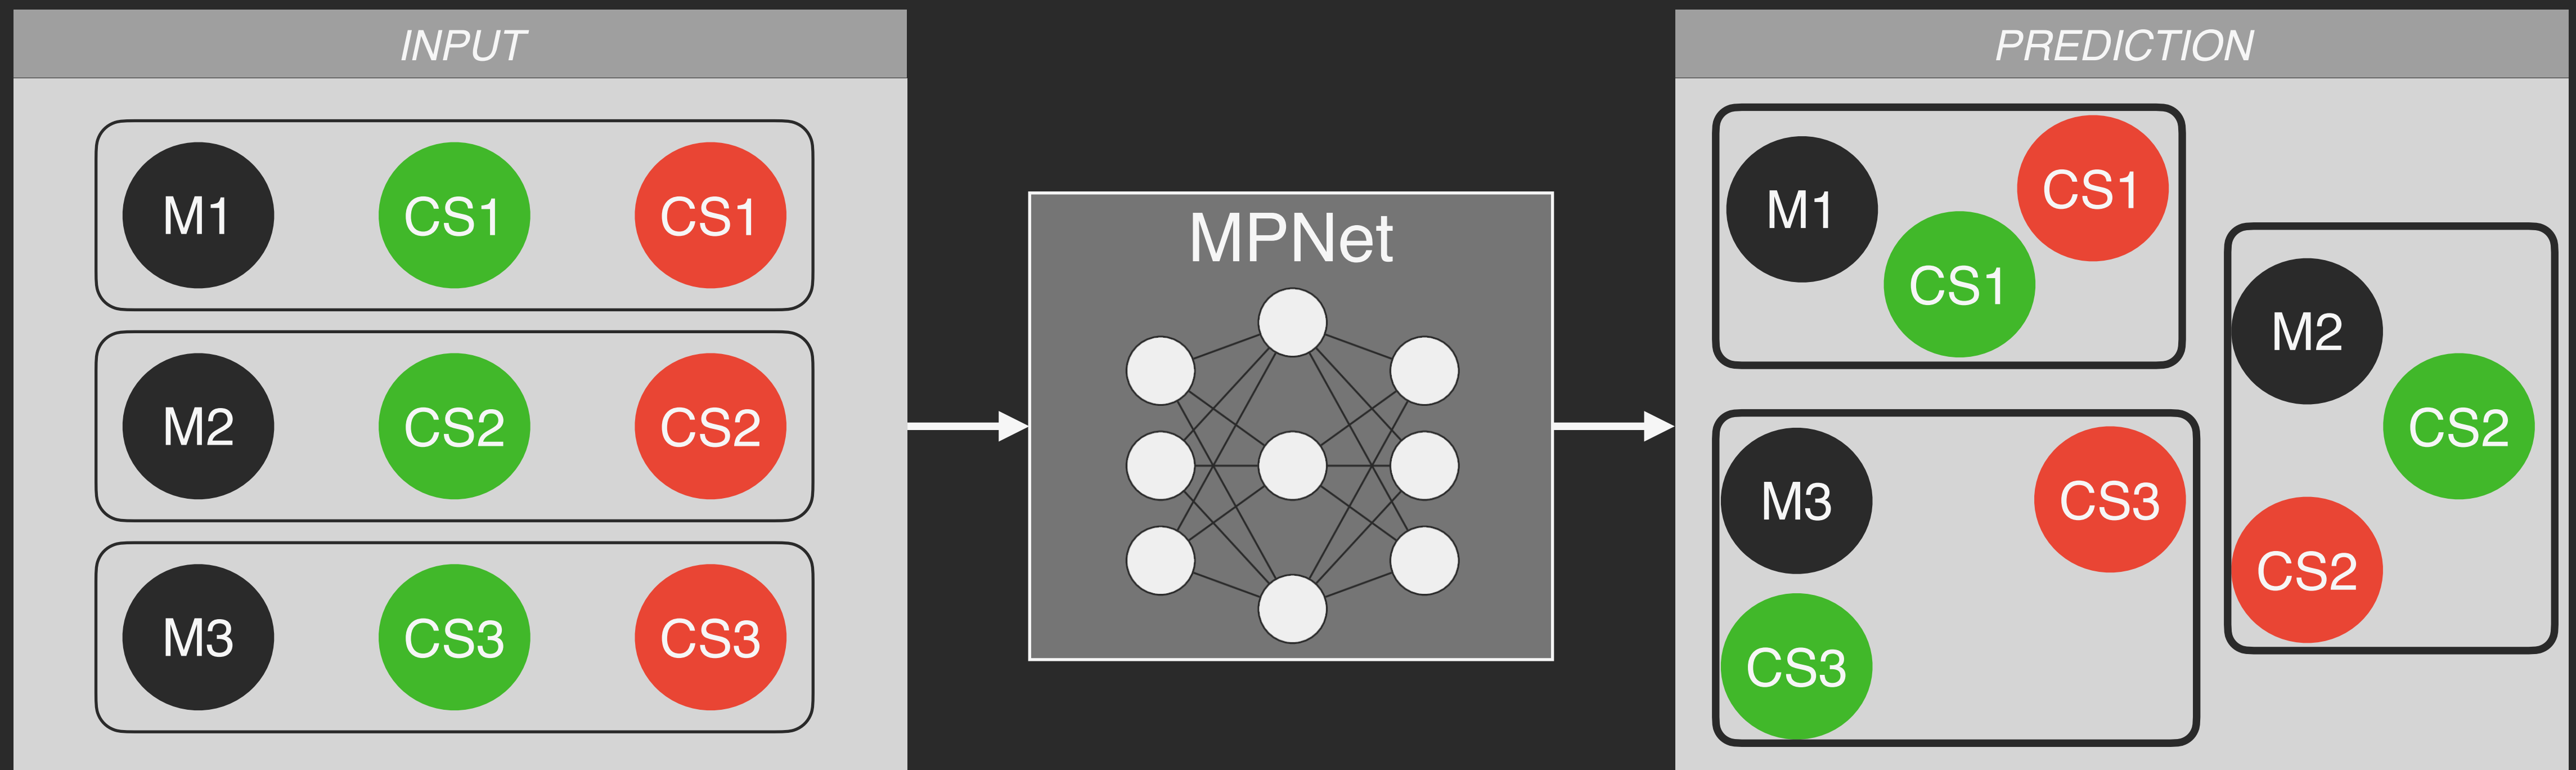 INPUT
M1 CS1 CS1
M2 CS2 CS2
M3 CS3 CS3
MPNet
PREDICTION
M1
CS1
CS1
M2
CS2
CS2
M3
CS3
CS3